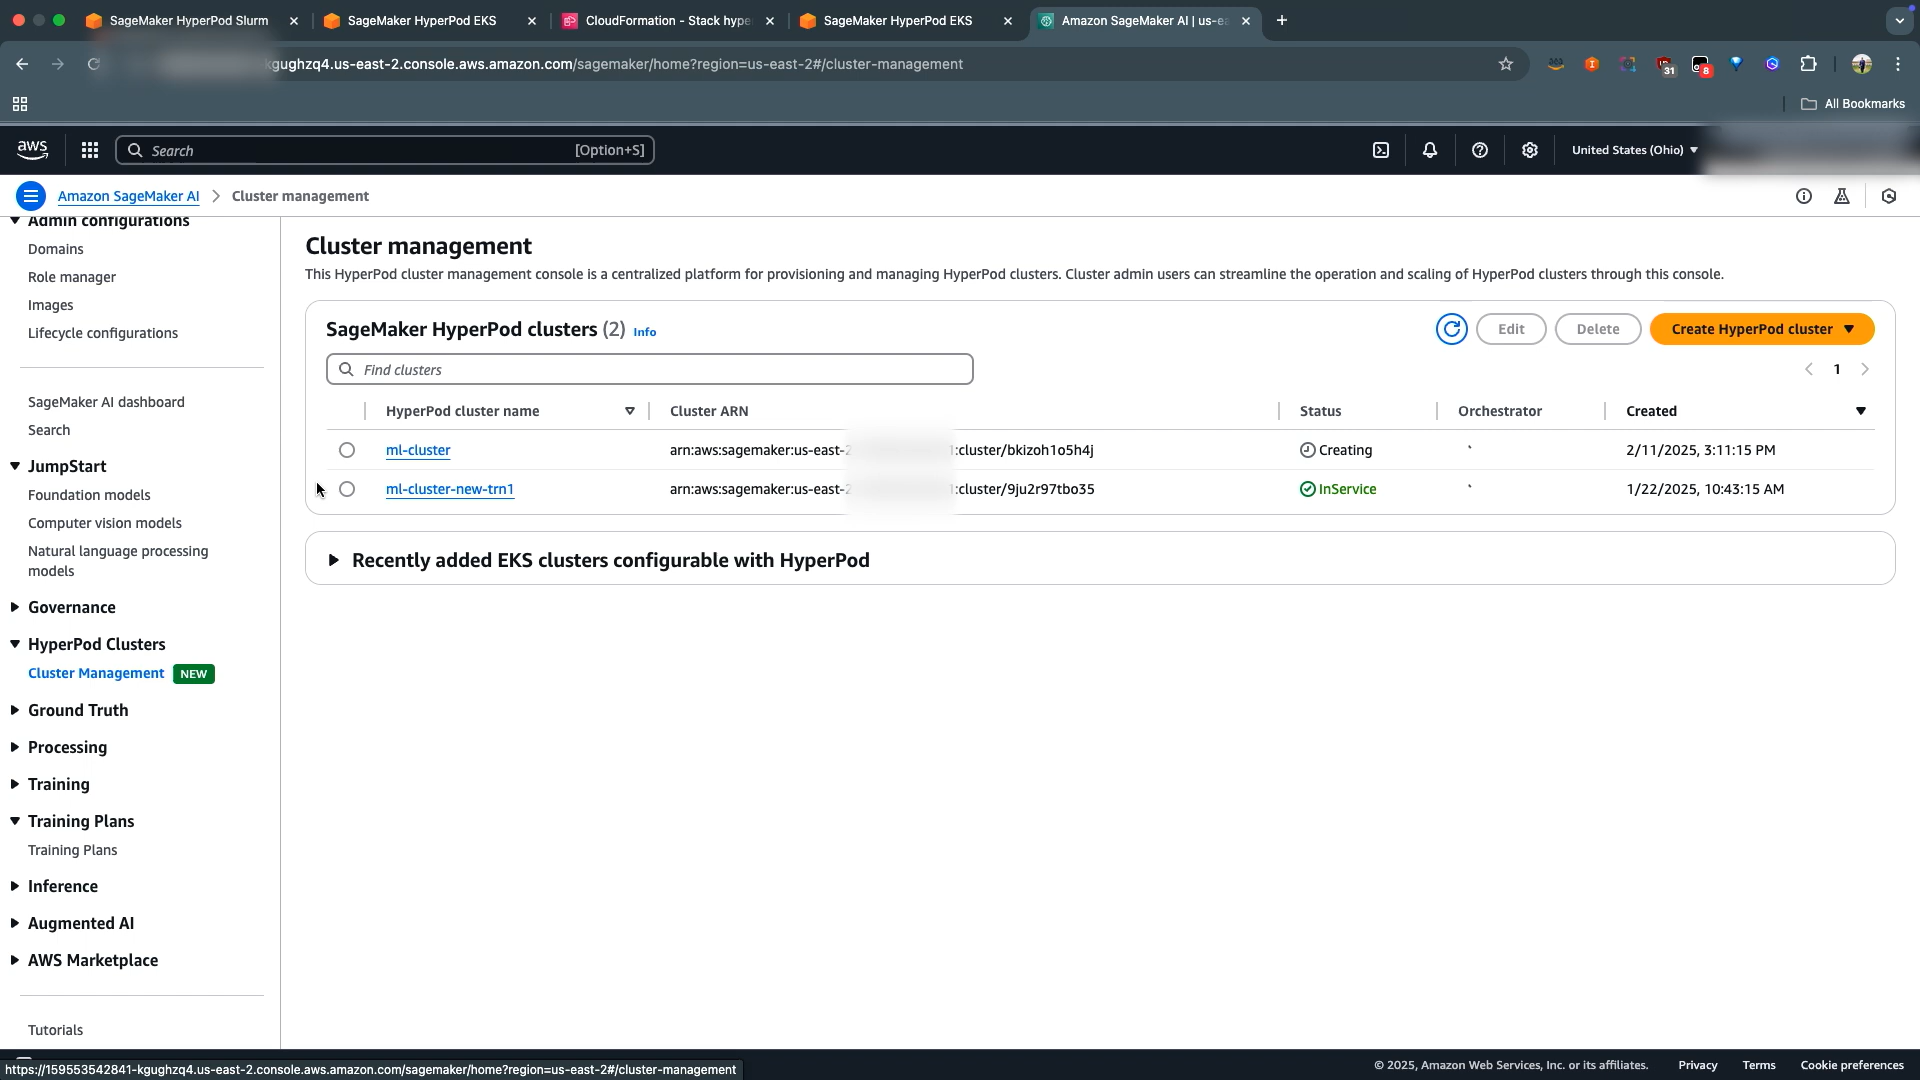 SageMaker HyperPod Slurm
SageMaker HyperPod EKS
CloudFormation - Stack hype
SageMaker HyperPod EKS
Amazon SageMaker AI | us-ea
kgughzq4.us-east-2.console.aws.amazon.com/sagemaker/home?region=us-east-2#/cluster-management
31
8
All Bookmarks
aws
Search
[Option+S]
United States (Ohio)
Amazon SageMaker AI
Cluster management
Admin configurations
Domains
Role manager
Images
Lifecycle configurations
SageMaker AI dashboard
Search
JumpStart
Foundation models
Computer vision models
Natural language processing
models
Governance
HyperPod Clusters
Cluster Management NEW
Ground Truth
Processing
Training
Training Plans
Training Plans
Inference
Augmented AI
AWS Marketplace
Tutorials
Cluster management
This HyperPod cluster management console is a centralized platform for provisioning and managing HyperPod clusters. Cluster admin users can streamline the operation and scaling of HyperPod clusters through this console.
SageMaker HyperPod clusters (2) Info
Edit
Delete
Create HyperPod cluster
Find clusters
1
HyperPod cluster name
Cluster ARN
Status
Orchestrator
Created
ml-cluster
arn:aws:sagemaker:us-east-2 :cluster/bkizoh1o5h4j
Creating
-
2/11/2025, 3:11:15 PM
ml-cluster-new-trn1
arn:aws:sagemaker:us-east-2 :cluster/9ju2r97tbo35
InService
-
1/22/2025, 10:43:15 AM
Recently added EKS clusters configurable with HyperPod
https://159553542841-kgughzq4.us-east-2.console.aws.amazon.com/sagemaker/home?region=us-east-2#/cluster-management
© 2025, Amazon Web Services, Inc. or its affiliates.
Privacy
Terms
Cookie preferences